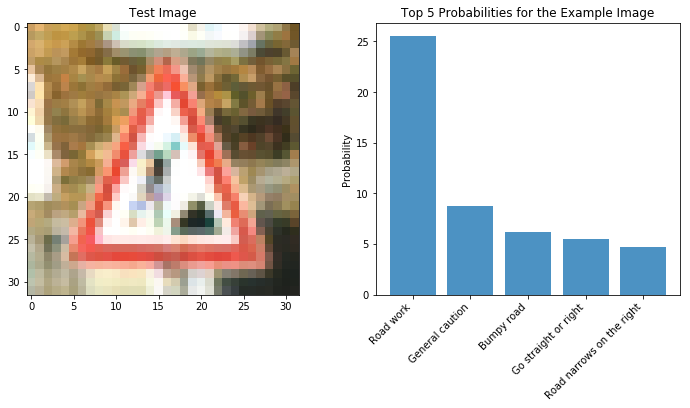 Test Image
0
5
10
15
20
25
30
0 5 10 15 20 25 30
Top 5 Probabilities for the Example Image
Probability
25
20
15
10
5
0
Road work
General caution
Bumpy road
Go straight or right
Road narrows on the right